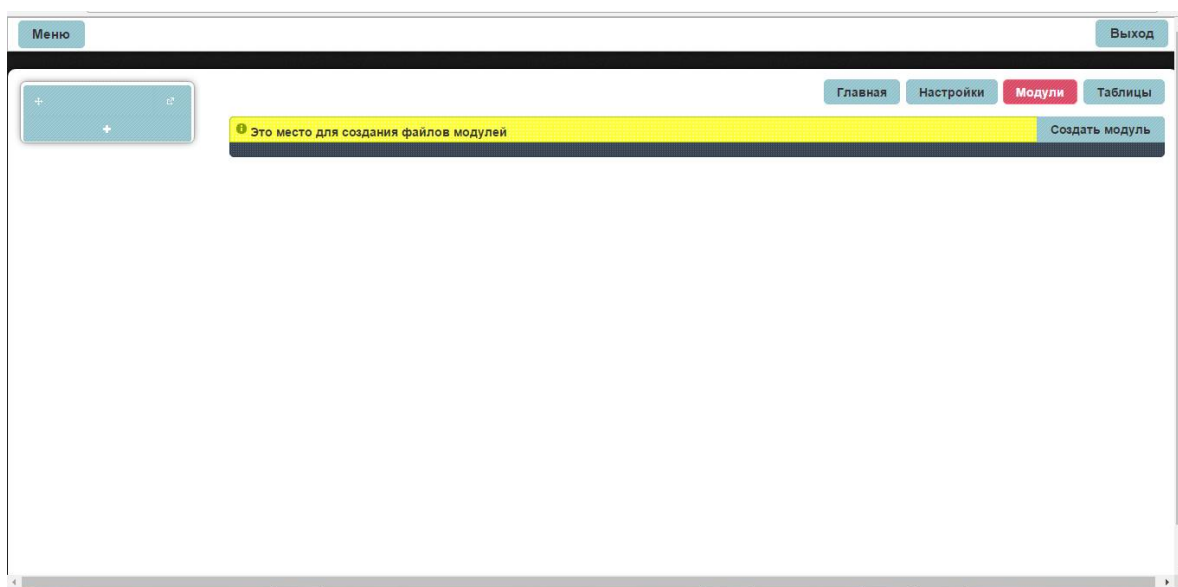 Меню
Выход
Главная Настройки Модули Таблицы
Это место для создания файлов модулей
Создать модуль